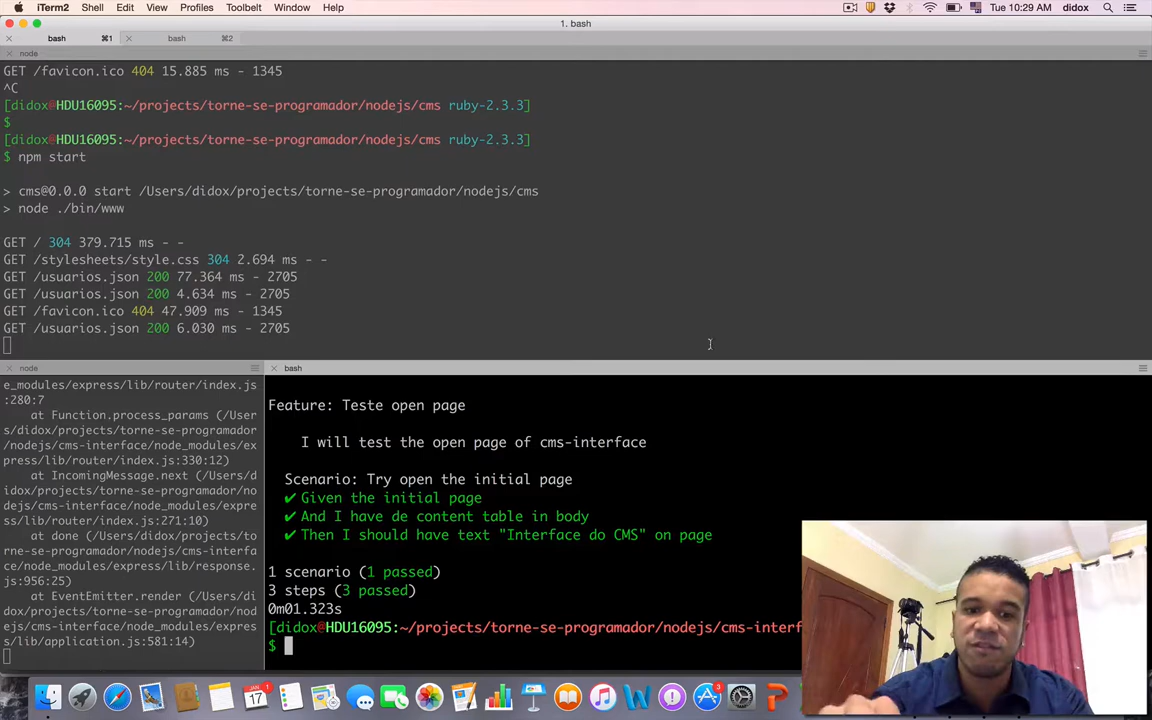 iTerm2 Shell Edit View Profiles Toolbelt Window Help Tue 10:29 AM didox
1. bash
bash ⌘1 bash ⌘2
node
GET /favicon.ico 404 15.885 ms - 1345
^C
[didox@HDU16095:~/projects/torne-se-programador/nodejs/cms ruby-2.3.3]
$
[didox@HDU16095:~/projects/torne-se-programador/nodejs/cms ruby-2.3.3]
$ npm start
> cms@0.0.0 start /Users/didox/projects/torne-se-programador/nodejs/cms
> node ./bin/www
GET / 304 379.715 ms - -
GET /stylesheets/style.css 304 2.694 ms - -
GET /usuarios.json 200 77.364 ms - 2705
GET /usuarios.json 200 4.634 ms - 2705
GET /favicon.ico 404 47.909 ms - 1345
GET /usuarios.json 200 6.030 ms - 2705
node
e_modules/express/lib/router/index.js
:280:7
at Function.process_params (/User
s/didox/projects/torne-se-programador
/nodejs/cms-interface/node_modules/ex
press/lib/router/index.js:330:12)
at IncomingMessage.next (/Users/d
idox/projects/torne-se-programador/no
dejs/cms-interface/node_modules/expre
ss/lib/router/index.js:271:10)
at done (/Users/didox/projects/to
rne-se-programador/nodejs/cms-interfa
ce/node_modules/express/lib/response.
js:956:25)
at EventEmitter.render (/Users/di
dox/projects/torne-se-programador/nod
ejs/cms-interface/node_modules/expres
s/lib/application.js:581:14)
bash
Feature: Teste open page
I will test the open page of cms-interface
Scenario: Try open the initial page
✔ Given the initial page
✔ And I have de content table in body
✔ Then I should have text "Interface do CMS" on page
1 scenario (1 passed)
3 steps (3 passed)
0m01.323s
[didox@HDU16095:~/projects/torne-se-programador/nodejs/cms-interf
$
JAN
17
1
3